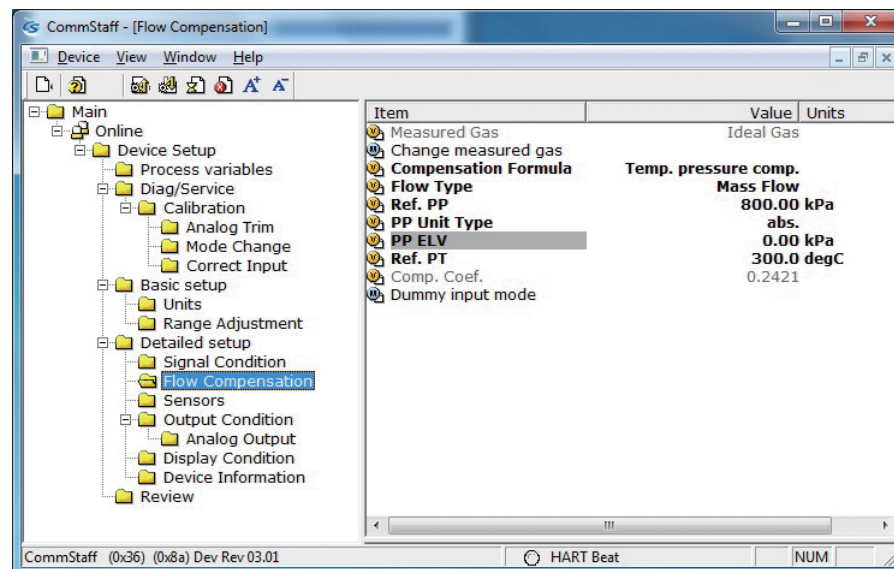 CommStaff - [Flow Compensation]
Device View Window Help
Main
Online
Device Setup
Process variables
Diag/Service
Calibration
Analog Trim
Mode Change
Correct Input
Basic setup
Units
Range Adjustment
Detailed setup
Signal Condition
Flow Compensation
Sensors
Output Condition
Analog Output
Display Condition
Device Information
Review
Item Value Units
Measured Gas Ideal Gas
Change measured gas
Compensation Formula Temp. pressure comp.
Flow Type Mass Flow
Ref. PP 800.00 kPa
PP Unit Type abs.
PP ELV 0.00 kPa
Ref. PT 300.0 degC
Comp. Coef. 0.2421
Dummy input mode
CommStaff (0x36) (0x8a) Dev Rev 03.01 HART Beat NUM